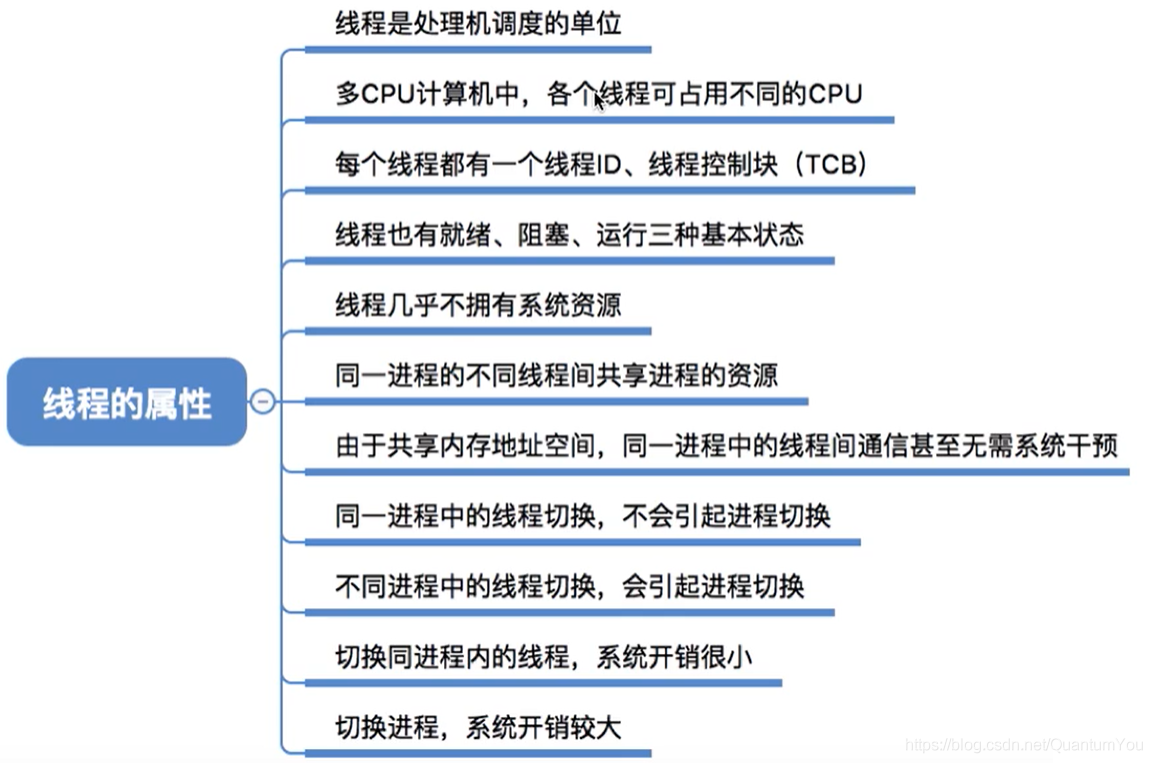 线程是处理机调度的单位
多CPU计算机中，各个线程可占用不同的CPU
每个线程都有一个线程ID、线程控制块（TCB）
线程也有就绪、阻塞、运行三种基本状态
线程几乎不拥有系统资源
同一进程的不同线程间共享进程的资源
线程的属性
由于共享内存地址空间，同一进程中的线程间通信甚至无需系统干预
同一进程中的线程切换，不会引起进程切换
不同进程中的线程切换，会引起进程切换
切换同进程内的线程，系统开销很小
切换进程，系统开销较大
https://blog.csdn.net/QuantumYou